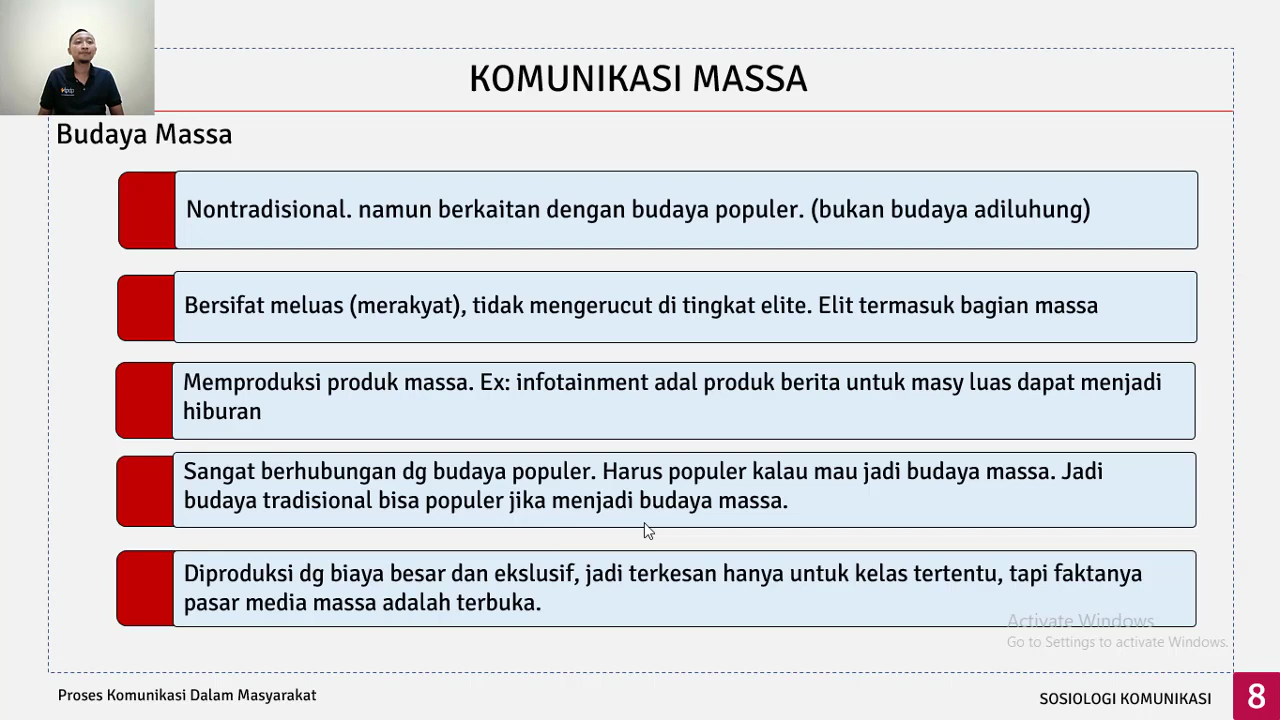 KOMUNIKASI MASSA
Budaya Massa
Nontradisional. namun berkaitan dengan budaya populer. (bukan budaya adiluhung)
Bersifat meluas (merakyat), tidak mengerucut di tingkat elite. Elit termasuk bagian massa
Memproduksi produk massa. Ex: infotainment adal produk berita untuk masy luas dapat menjadi
hiburan
Sangat berhubungan dg budaya populer. Harus populer kalau mau jadi budaya massa. Jadi
budaya tradisional bisa populer jika menjadi budaya massa.
Diproduksi dg biaya besar dan ekslusif, jadi terkesan hanya untuk kelas tertentu, tapi faktanya
pasar media massa adalah terbuka.
Activate Windows
Go to Settings to activate Windows.
Proses Komunikasi Dalam Masyarakat
SOSIOLOGI KOMUNIKASI
8